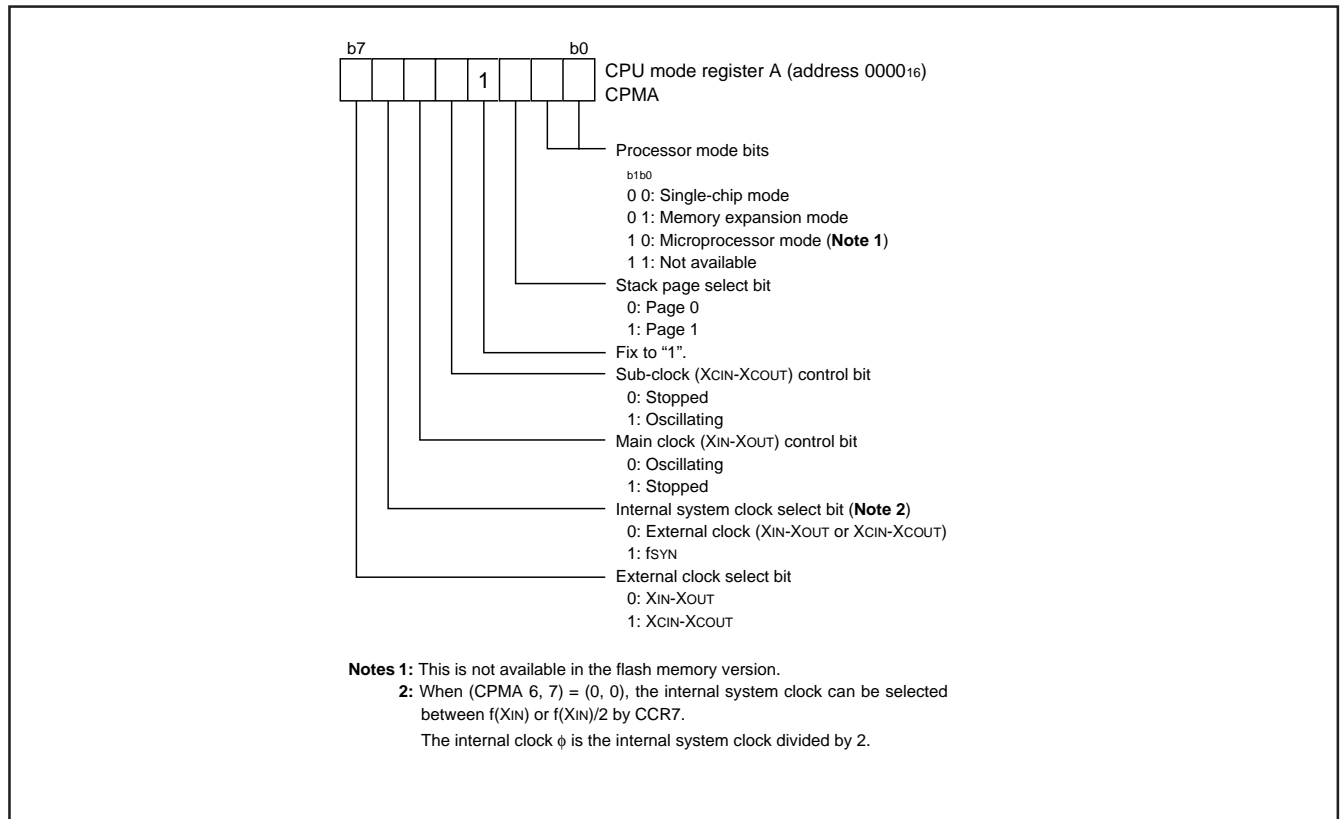 b7 b0
1
CPU mode register A (address 0000₁₆)
CPMA
Processor mode bits
b1b0
0 0: Single-chip mode
0 1: Memory expansion mode
1 0: Microprocessor mode (Note 1)
1 1: Not available
Stack page select bit
0: Page 0
1: Page 1
Fix to “1”.
Sub-clock (XCIN-XCOUT) control bit
0: Stopped
1: Oscillating
Main clock (XIN-XOUT) control bit
0: Oscillating
1: Stopped
Internal system clock select bit (Note 2)
0: External clock (XIN-XOUT or XCIN-XCOUT)
1: fSYN
External clock select bit
0: XIN-XOUT
1: XCIN-XCOUT
Notes 1: This is not available in the flash memory version.
2: When (CPMA 6, 7) = (0, 0), the internal system clock can be selected
between f(XIN) or f(XIN)/2 by CCR7.
The internal clock ϕ is the internal system clock divided by 2.